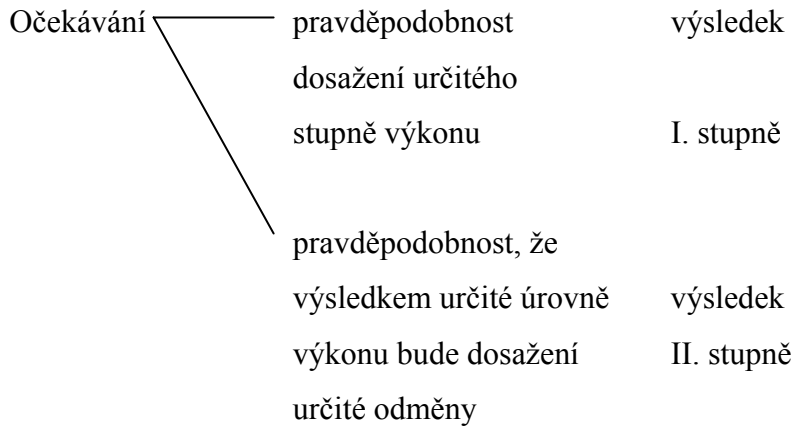 Očekávání pravděpodobnost výsledek
dosažení určitého
stupně výkonu I. stupně
pravděpodobnost, že
výsledkem určité úrovně výsledek
výkonu bude dosažení II. stupně
určité odměny